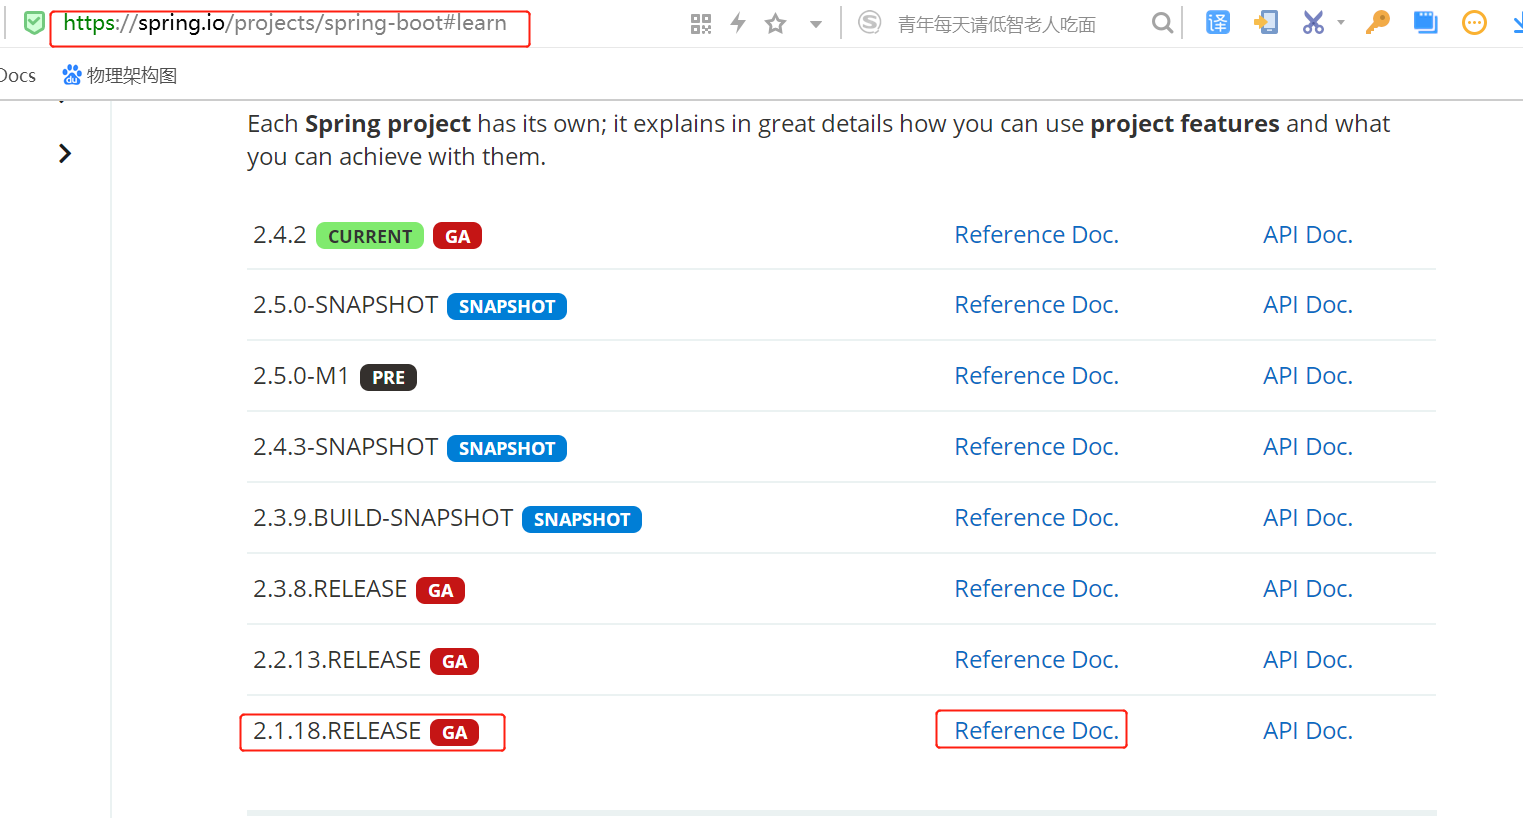 https://spring.io/projects/spring-boot#learn
青年每天请低智老人吃面
译
Docs
du 物理架构图
Each Spring project has its own; it explains in great details how you can use project features and what
you can achieve with them.
2.4.2 CURRENT GA Reference Doc. API Doc.
2.5.0-SNAPSHOT SNAPSHOT Reference Doc. API Doc.
2.5.0-M1 PRE Reference Doc. API Doc.
2.4.3-SNAPSHOT SNAPSHOT Reference Doc. API Doc.
2.3.9.BUILD-SNAPSHOT SNAPSHOT Reference Doc. API Doc.
2.3.8.RELEASE GA Reference Doc. API Doc.
2.2.13.RELEASE GA Reference Doc. API Doc.
2.1.18.RELEASE GA Reference Doc. API Doc.